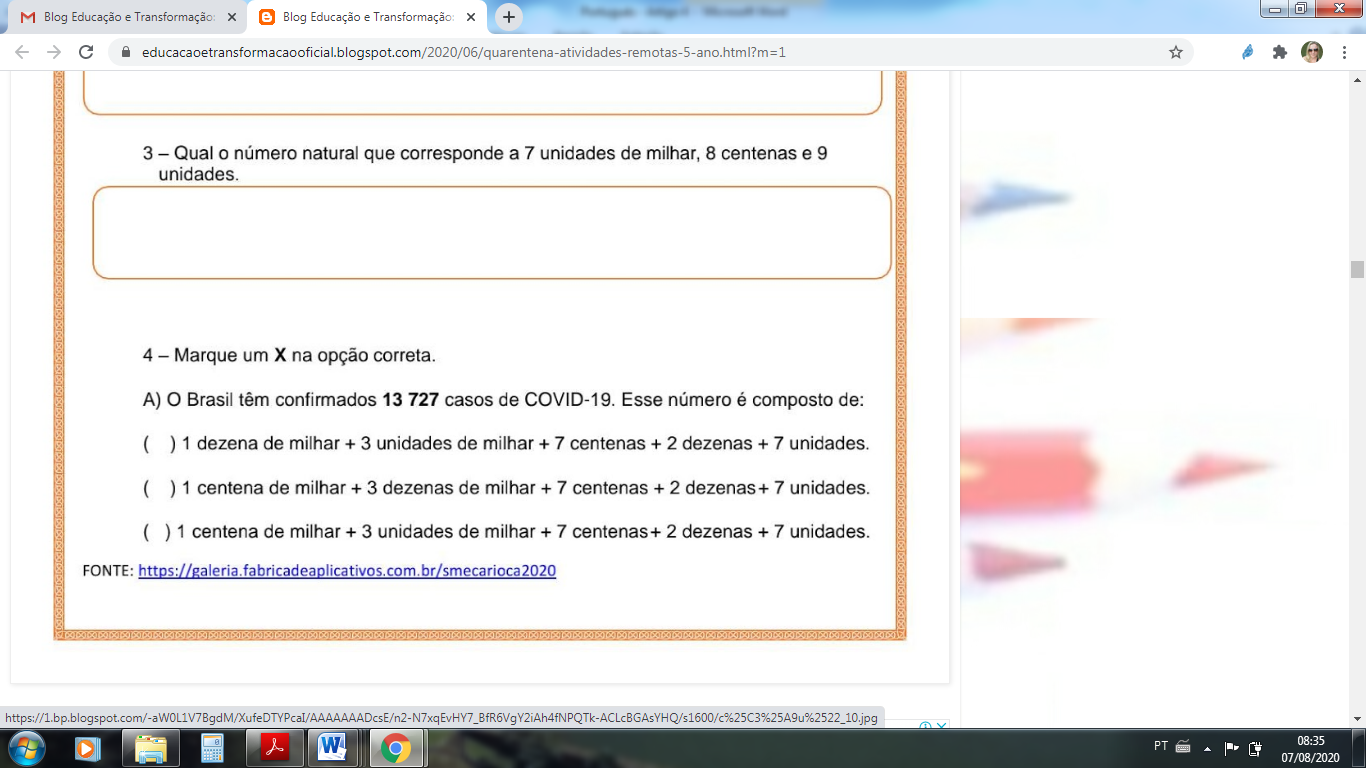 Blog Educação e Transformação:
Blog Educação e Transformação:
educacaoetransformacaooficial.blogspot.com/2020/06/quarentena-atividades-remotas-5-ano.html?m=1
3 – Qual o número natural que corresponde a 7 unidades de milhar, 8 centenas e 9
unidades.
4 – Marque um X na opção correta.
A) O Brasil têm confirmados 13 727 casos de COVID-19. Esse número é composto de:
(    ) 1 dezena de milhar + 3 unidades de milhar + 7 centenas + 2 dezenas + 7 unidades.
(    ) 1 centena de milhar + 3 dezenas de milhar + 7 centenas + 2 dezenas+ 7 unidades.
(   ) 1 centena de milhar + 3 unidades de milhar + 7 centenas+ 2 dezenas + 7 unidades.
FONTE: https://galeria.fabricadeaplicativos.com.br/smecarioca2020
https://1.bp.blogspot.com/-aW0L1V7BgdM/XufeDTYPcaI/AAAAAAADcsE/n2-N7xqEvHY7_BfR6VgY2iAh4fNPQTk-ACLcBGAsYHQ/s1600/c%25C3%25A9u%2522_10.jpg
PT
08:35
07/08/2020